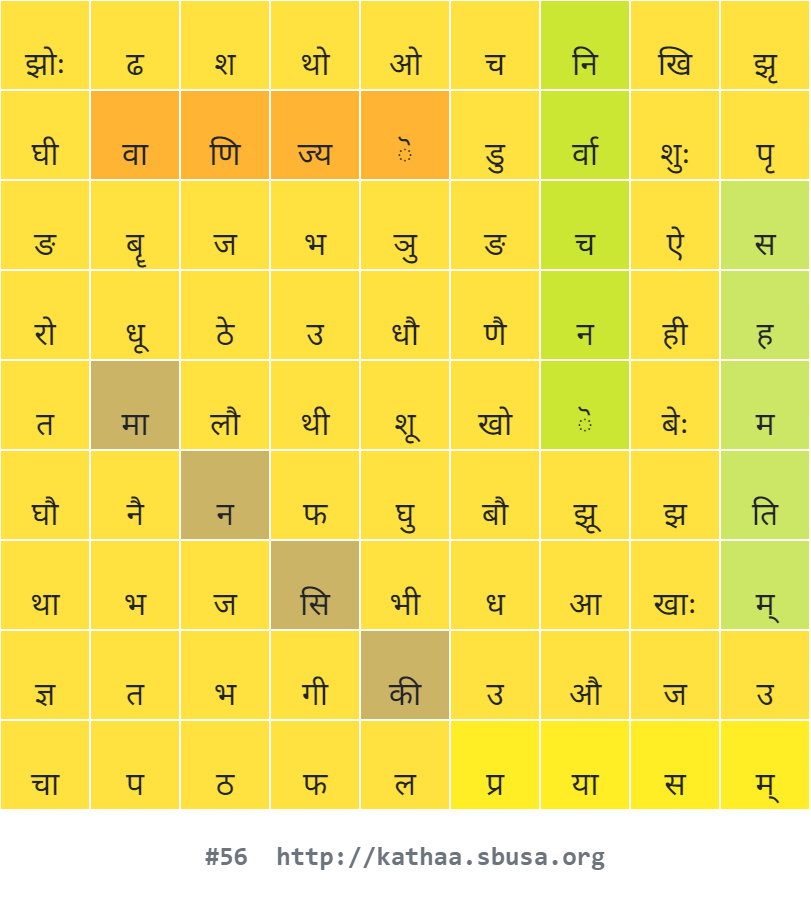 झोः ढ श थो ओ च नि खि झृ
घी वा णि ज्य ॆ डु र्वा शुः पृ
ङ बॄ ज भ ञु ङ च ऐ स
रो धू ठे उ धौ णै न ही ह
त मा लौ थी शू खो ॆ बेः म
घौ नै न फ घु बौ झू झ ति
था भ ज सि भी ध आ खाः म्
ज्ञ त भ गी की उ औ ज उ
चा प ठ फ ल प्र या स म्
#56 http://kathaa.sbusa.org